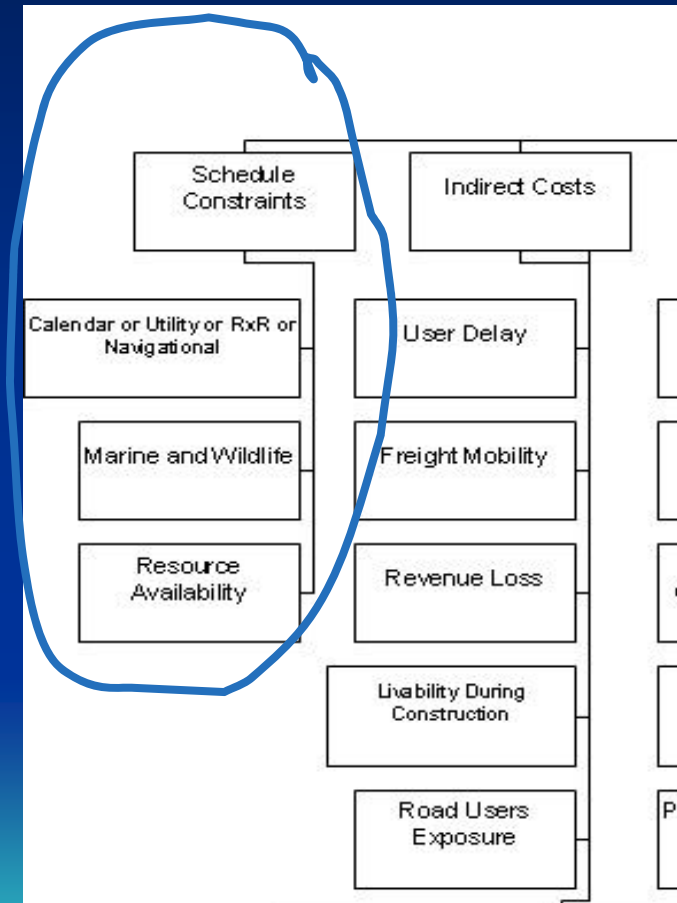 Schedule
Constraints
Indirect Costs
Calendar or Utility or RxR or
Navigational
User Delay
Marine and Wildlife
Freight Mobility
Resource
Availability
Revenue Loss
Livability During
Construction
Road Users
Exposure
P